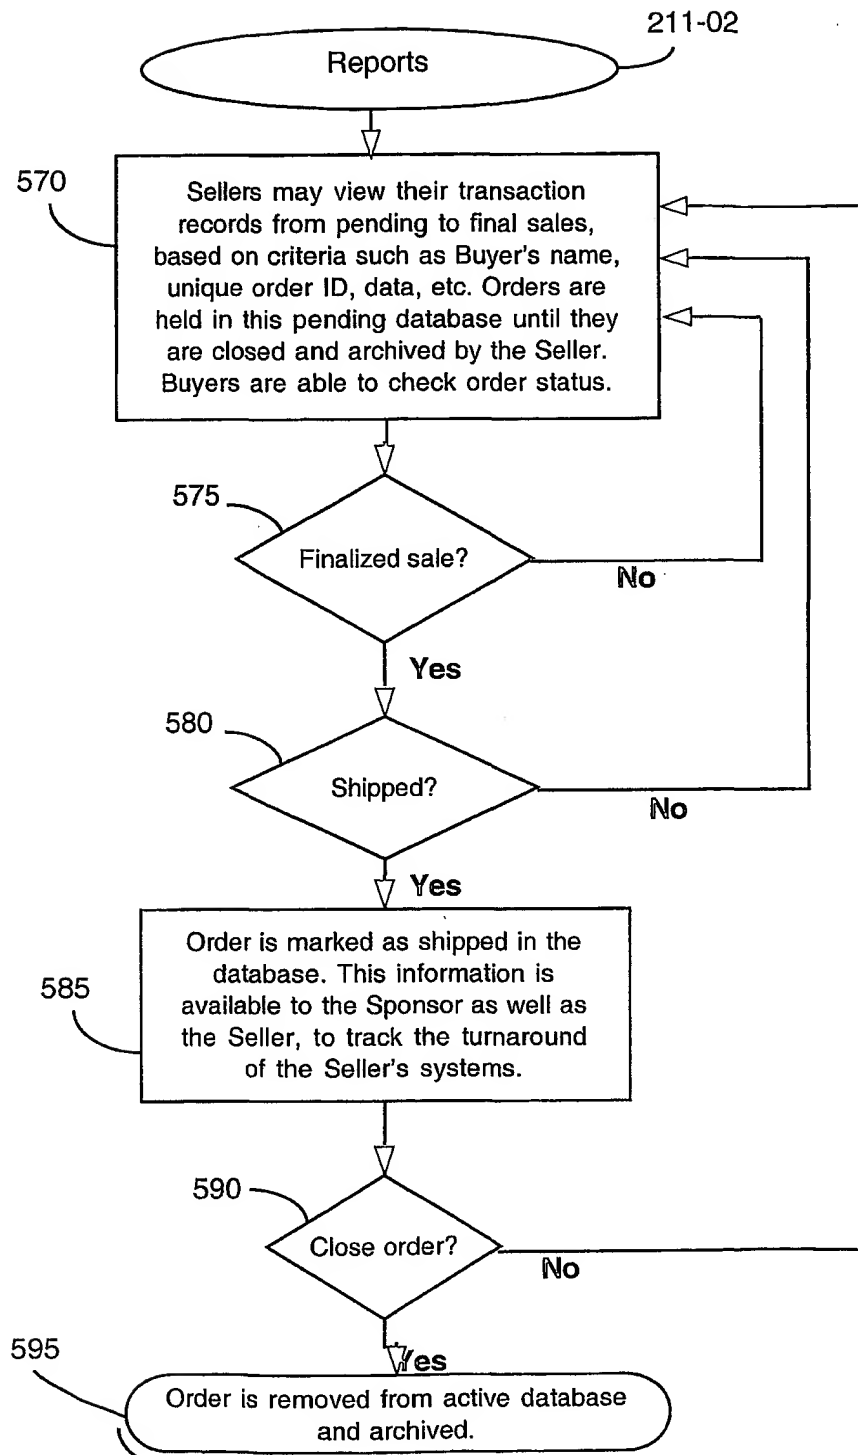 211-02
Reports
570
Sellers may view their transaction
records from pending to final sales,
based on criteria such as Buyer's name,
unique order ID, data, etc. Orders are
held in this pending database until they
are closed and archived by the Seller.
Buyers are able to check order status.
575
Finalized sale?
No
Yes
580
Shipped?
No
Yes
585
Order is marked as shipped in the
database. This information is
available to the Sponsor as well as
the Seller, to track the turnaround
of the Seller's systems.
590
Close order?
No
Yes
595
Order is removed from active database
and archived.